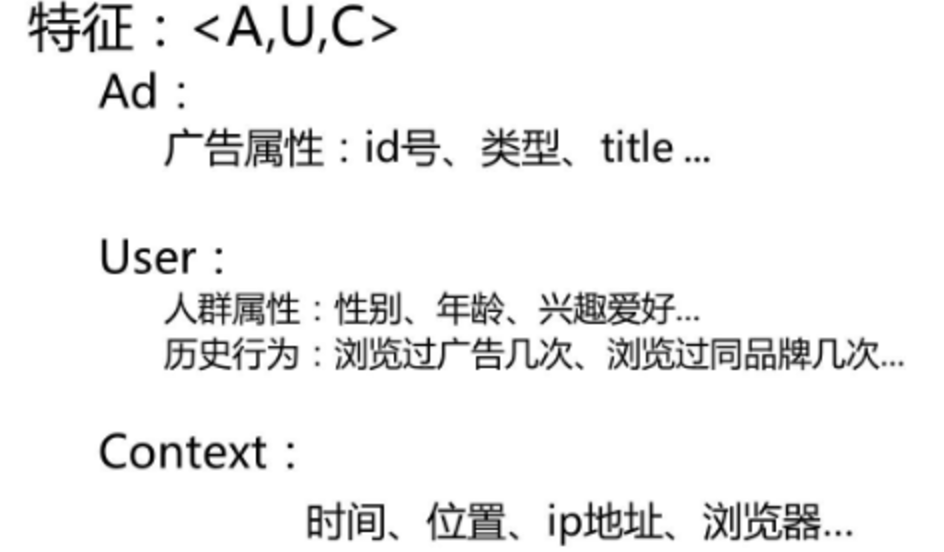 特征：<A,U,C>
Ad：
广告属性：id号、类型、title ...
User：
人群属性：性别、年龄、兴趣爱好...
历史行为：浏览过广告几次、浏览过同品牌几次...
Context：
时间、位置、ip地址、浏览器...